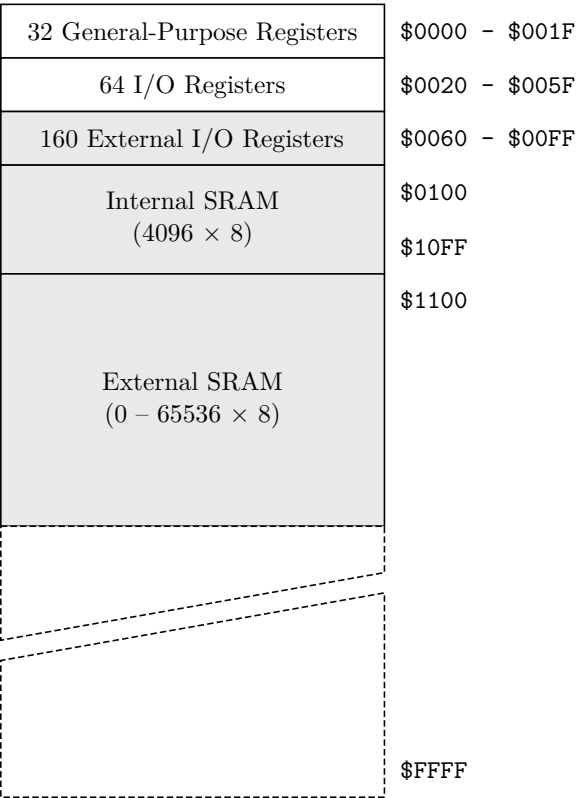 32 General-Purpose Registers $0000 - $001F
64 I/O Registers $0020 - $005F
160 External I/O Registers $0060 - $00FF
Internal SRAM $0100
(4096 × 8) $10FF
$1100
External SRAM
(0 – 65536 × 8)
$FFFF